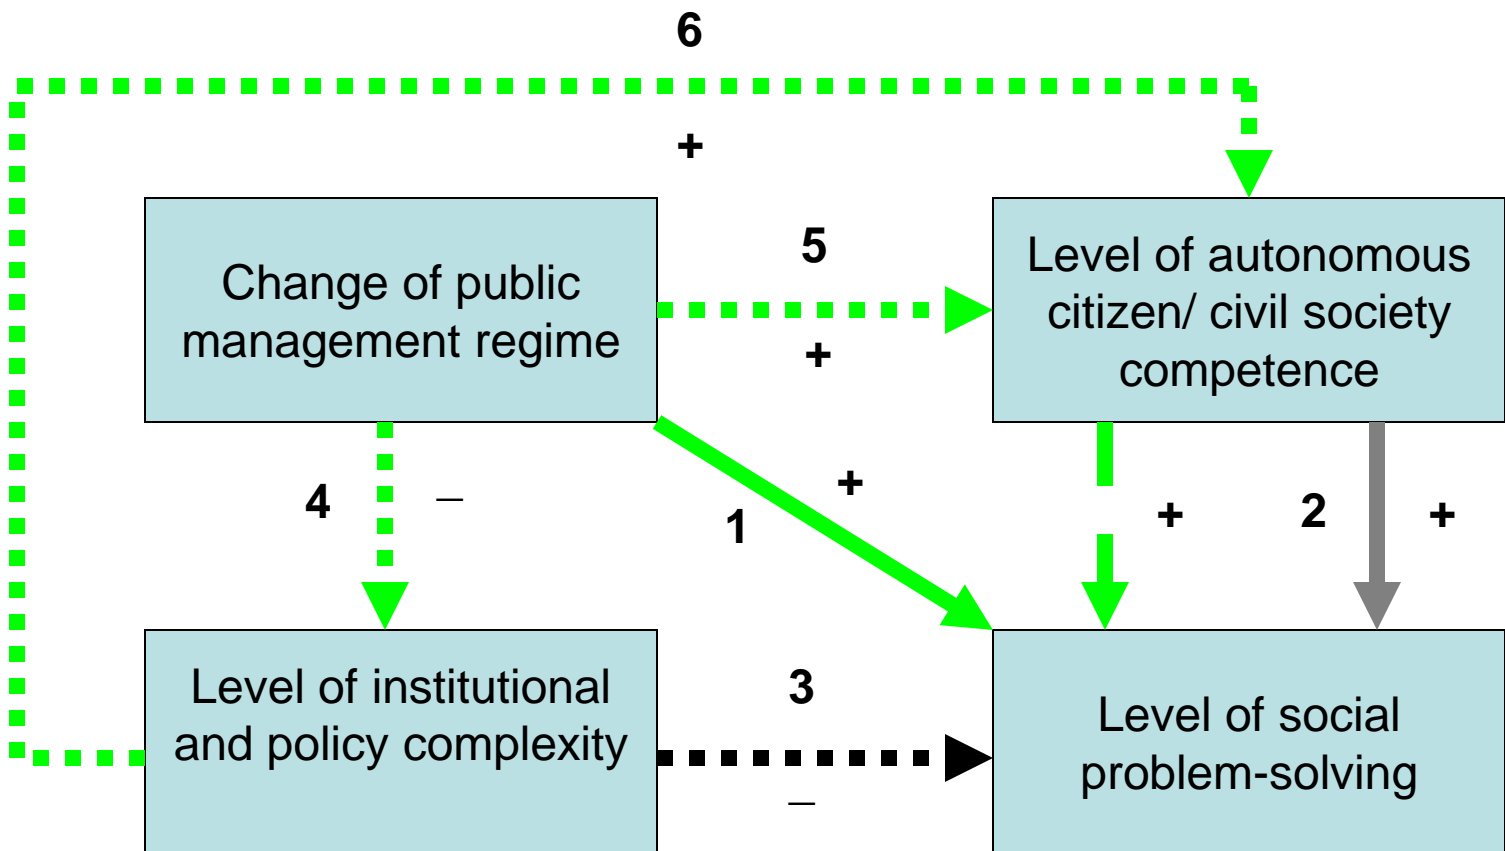 6
+
Change of public
management regime
5
+
Level of autonomous
citizen/ civil society
competence
4
–
1
+
+
2
+
Level of institutional
and policy complexity
3
–
Level of social
problem-solving